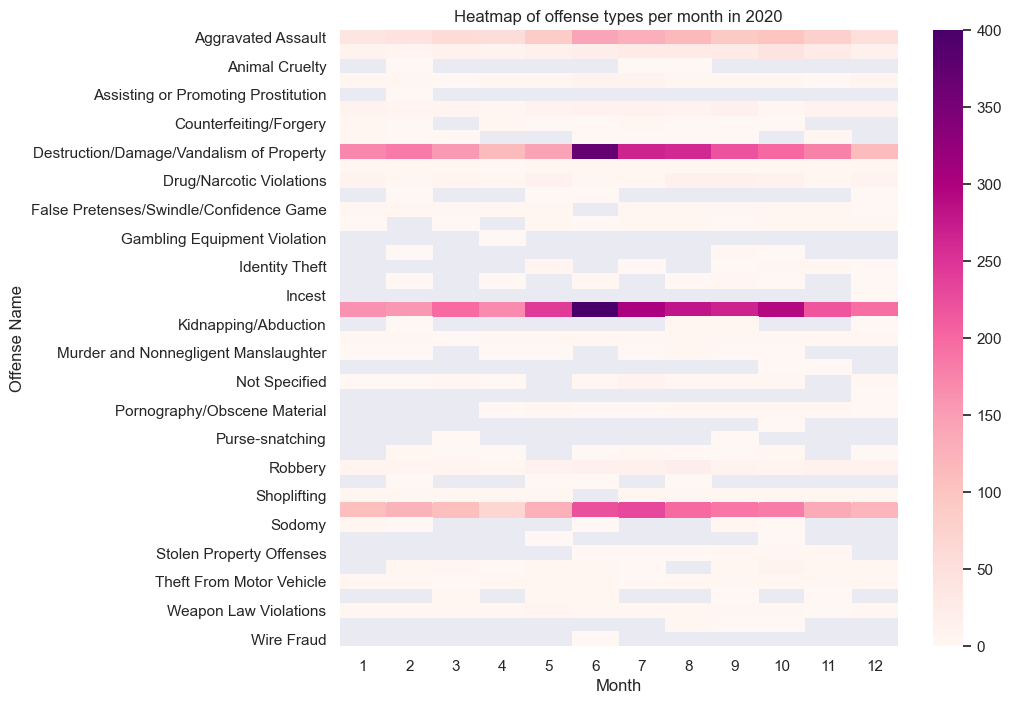 Heatmap of offense types per month in 2020
Offense Name
Aggravated Assault
Animal Cruelty
Assisting or Promoting Prostitution
Counterfeiting/Forgery
Destruction/Damage/Vandalism of Property
Drug/Narcotic Violations
False Pretenses/Swindle/Confidence Game
Gambling Equipment Violation
Identity Theft
Incest
Kidnapping/Abduction
Murder and Nonnegligent Manslaughter
Not Specified
Pornography/Obscene Material
Purse-snatching
Robbery
Shoplifting
Sodomy
Stolen Property Offenses
Theft From Motor Vehicle
Weapon Law Violations
Wire Fraud
1 2 3 4 5 6 7 8 9 10 11 12
Month
400
350
300
250
200
150
100
50
0